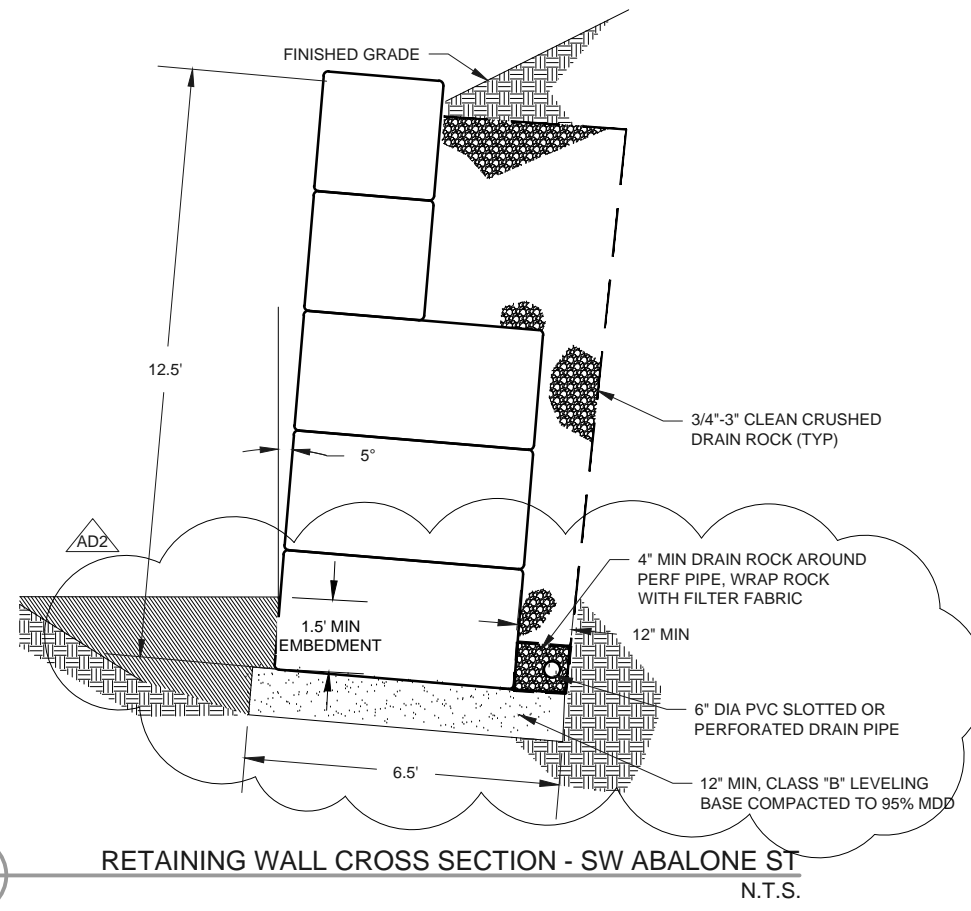 FINISHED GRADE
12.5'
5°
3/4"-3" CLEAN CRUSHED
DRAIN ROCK (TYP)
AD2
4" MIN DRAIN ROCK AROUND
PERF PIPE, WRAP ROCK
WITH FILTER FABRIC
1.5' MIN
EMBEDMENT
12" MIN
6" DIA PVC SLOTTED OR
PERFORATED DRAIN PIPE
6.5'
12" MIN, CLASS "B" LEVELING
BASE COMPACTED TO 95% MDD
RETAINING WALL CROSS SECTION - SW ABALONE ST
N.T.S.